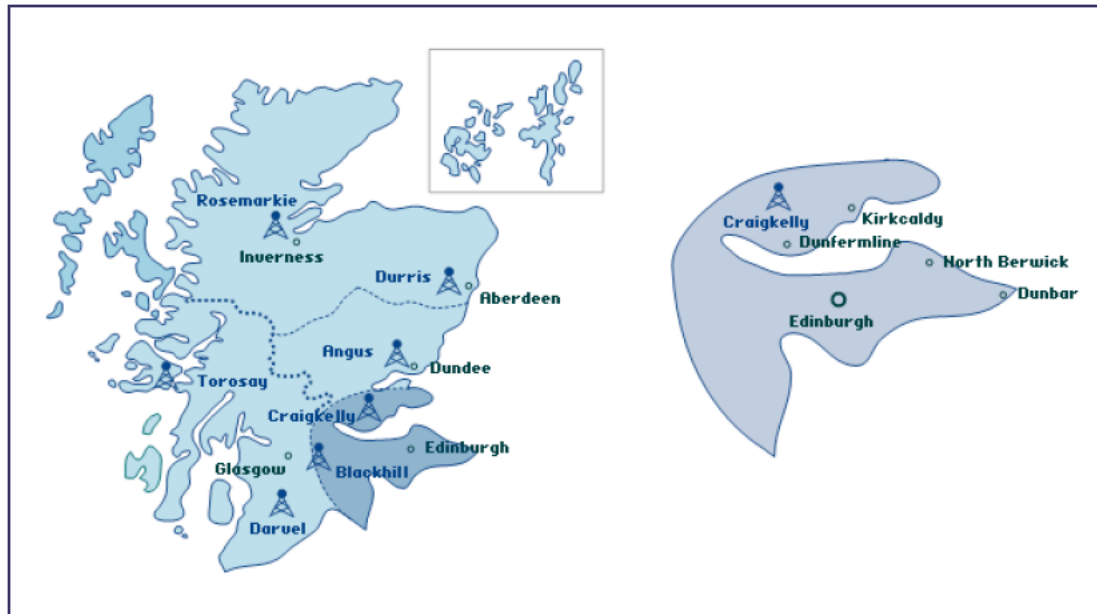 Rosemarkie
Inverness
Durris
Aberdeen
Angus
Dundee
Torosay
Craigkelly
Edinburgh
Glasgow
Blackhill
Darvel
Craigkelly
Kirkcaldy
Dunfermline
North Berwick
Dunbar
Edinburgh